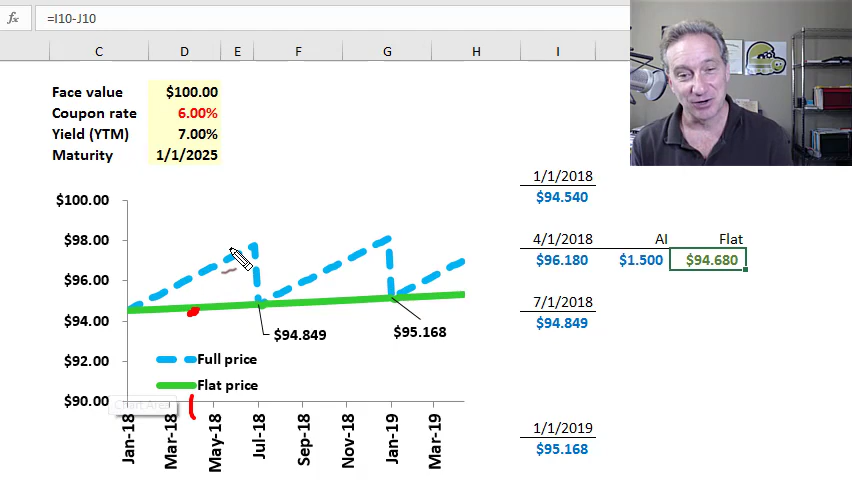 fx =I10-J10
C D E F G H I
Face value $100.00
Coupon rate 6.00%
Yield (YTM) 7.00%
Maturity 1/1/2025
1/1/2018
$94.540
4/1/2018 AI Flat
$96.180 $1.500 $94.680
7/1/2018
$94.849
1/1/2019
$95.168
$100.00
$98.00
$96.00
$94.00
$92.00
$90.00
$94.849
$95.168
Full price
Flat price
Chart Area
Jan-18 Mar-18 May-18 Jul-18 Sep-18 Nov-18 Jan-19 Mar-19